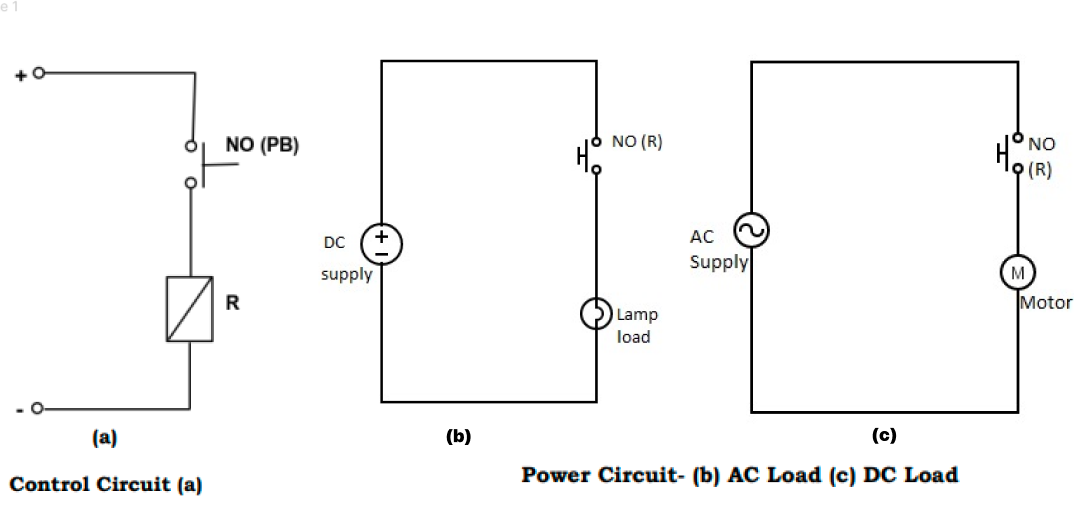 e 1
+
NO (PB)
R
-
(a)
Control Circuit (a)
NO (R)
DC
supply
+
−
Lamp
load
(b)
NO
(R)
AC
Supply
M
Motor
(c)
Power Circuit- (b) AC Load (c) DC Load